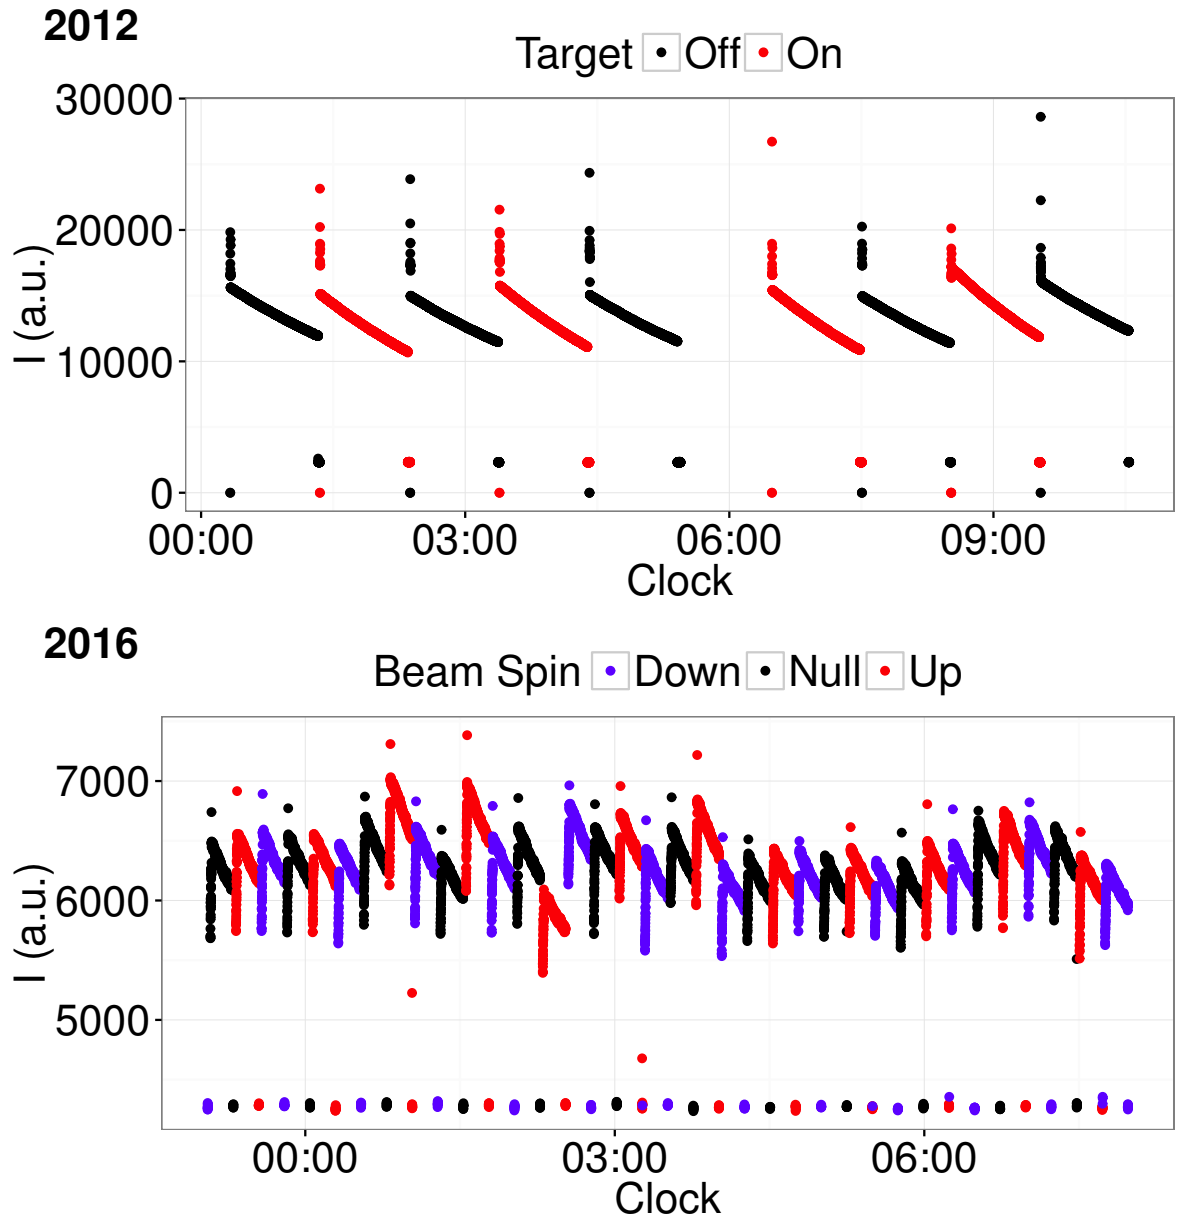 2012
Target Off On
30000
20000
10000
0
I (a.u.)
00:00 03:00 06:00 09:00
Clock
2016
Beam Spin Down Null Up
7000
6000
5000
I (a.u.)
00:00 03:00 06:00
Clock